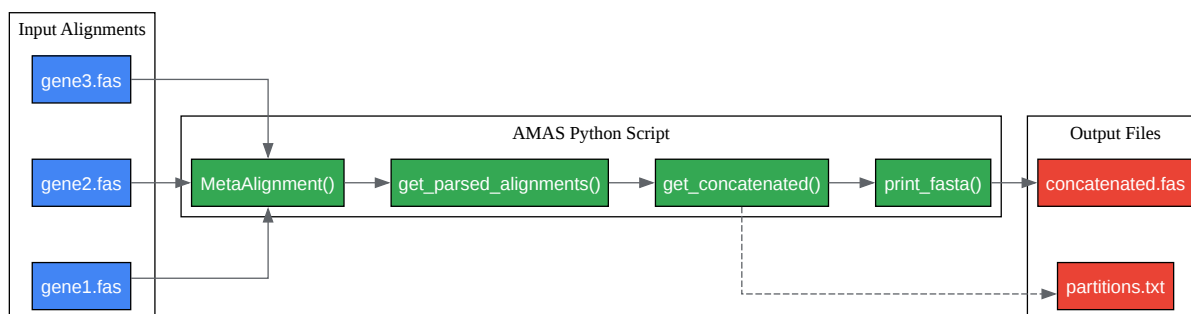 Input Alignments
gene3.fas
gene2.fas
gene1.fas
AMAS Python Script
MetaAlignment()
get_parsed_alignments()
get_concatenated()
print_fasta()
Output Files
concatenated.fas
partitions.txt